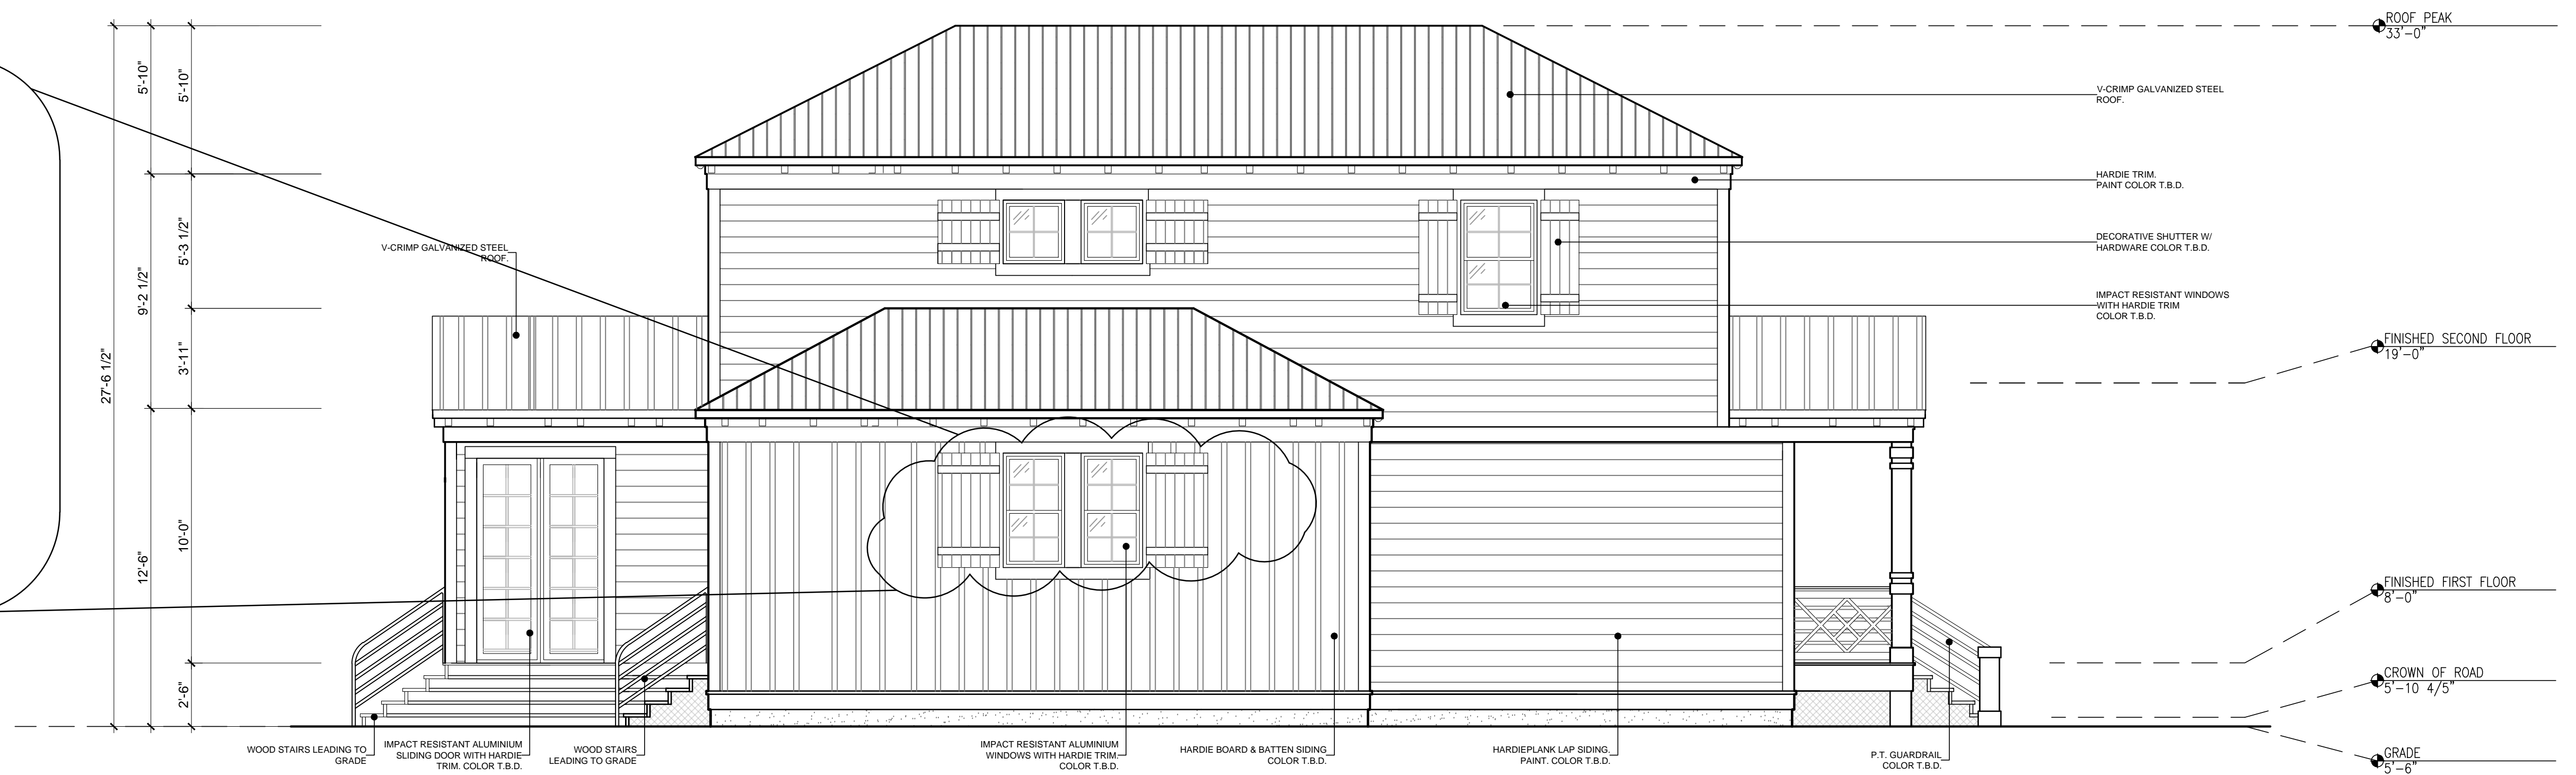 ROOF PEAK
33'-0"
5'-10"
5'-10"
V-CRIMP GALVANIZED STEEL
ROOF.
HARDIE TRIM.
PAINT COLOR T.B.D.
5'-3 1/2"
9'-2 1/2"
V-CRIMP GALVANIZED STEEL
ROOF.
DECORATIVE SHUTTER W/
HARDWARE COLOR T.B.D.
IMPACT RESISTANT WINDOWS
WITH HARDIE TRIM
COLOR T.B.D.
27'-6 1/2"
3'-11"
FINISHED SECOND FLOOR
19'-0"
10'-0"
12'-6"
FINISHED FIRST FLOOR
8'-0"
2'-6"
CROWN OF ROAD
5'-10 4/5"
WOOD STAIRS LEADING TO
GRADE
IMPACT RESISTANT ALUMINIUM
SLIDING DOOR WITH HARDIE
TRIM. COLOR T.B.D.
WOOD STAIRS
LEADING TO GRADE
IMPACT RESISTANT ALUMINIUM
WINDOWS WITH HARDIE TRIM.
COLOR T.B.D.
HARDIE BOARD & BATTEN SIDING
COLOR T.B.D.
HARDIEPLANK LAP SIDING.
PAINT. COLOR T.B.D.
P.T. GUARDRAIL
COLOR T.B.D.
GRADE
5'-6"